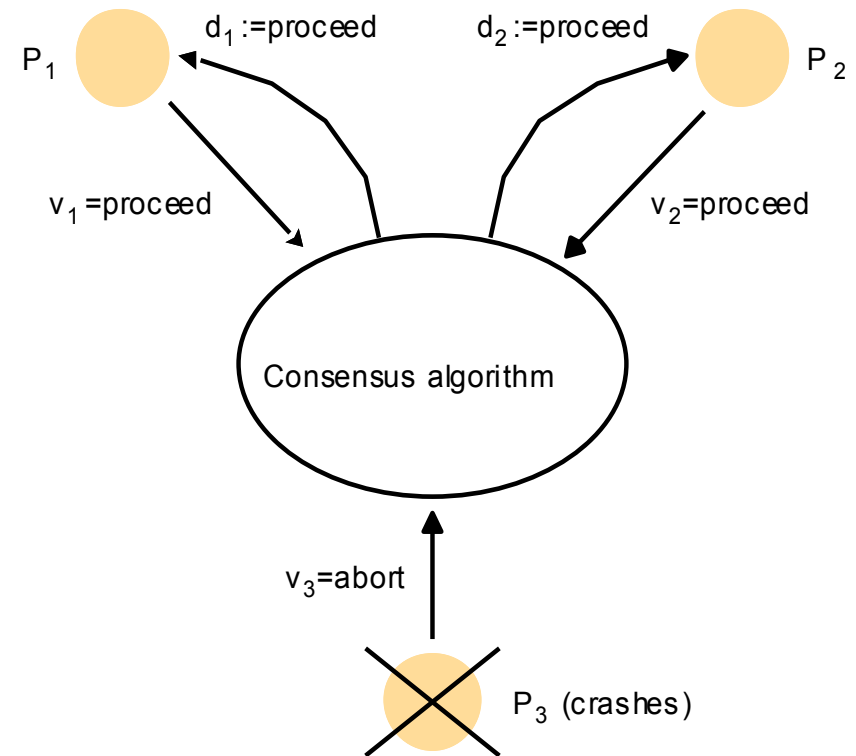 d1:=proceed
d2:=proceed
P1
P2
v1=proceed
v2=proceed
Consensus algorithm
v3=abort
P3 (crashes)